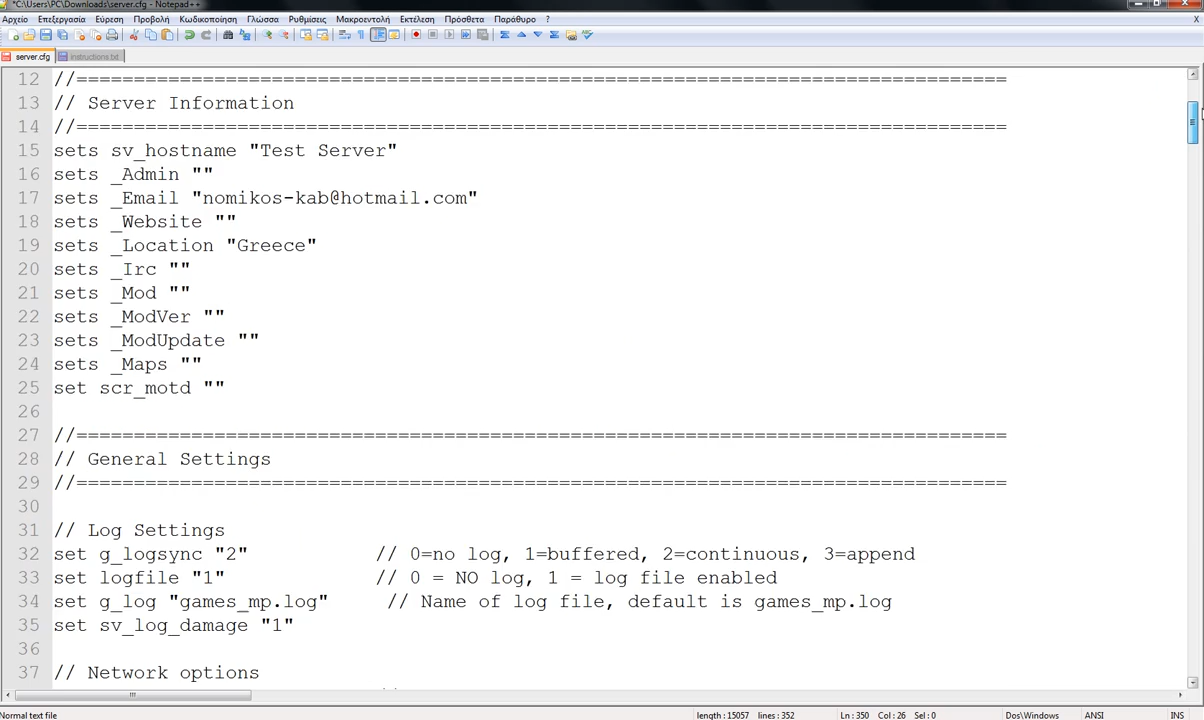 *C:\Users\PC\Downloads\server.cfg - Notepad++
Αρχείο Επεξεργασία Εύρεση Προβολή Κωδικοποίηση Γλώσσα Ρυθμίσεις Μακροεντολή Εκτέλεση Πρόσθετα Παράθυρο ? X
server.cfg instructions.txt
12 //=================================================================================
13 // Server Information
14 //=================================================================================
15 sets sv_hostname "Test Server"
16 sets _Admin ""
17 sets _Email "nomikos-kab@hotmail.com"
18 sets _Website ""
19 sets _Location "Greece"
20 sets _Irc ""
21 sets _Mod ""
22 sets _ModVer ""
23 sets _ModUpdate ""
24 sets _Maps ""
25 set scr_motd ""
26
27 //=================================================================================
28 // General Settings
29 //=================================================================================
30
31 // Log Settings
32 set g_logsync "2" // 0=no log, 1=buffered, 2=continuous, 3=append
33 set logfile "1" // 0 = NO log, 1 = log file enabled
34 set g_log "games_mp.log" // Name of log file, default is games_mp.log
35 set sv_log_damage "1"
36
37 // Network options
Normal text file length : 15057 lines : 352 Ln : 350 Col : 26 Sel : 0 Dos\Windows ANSI INS